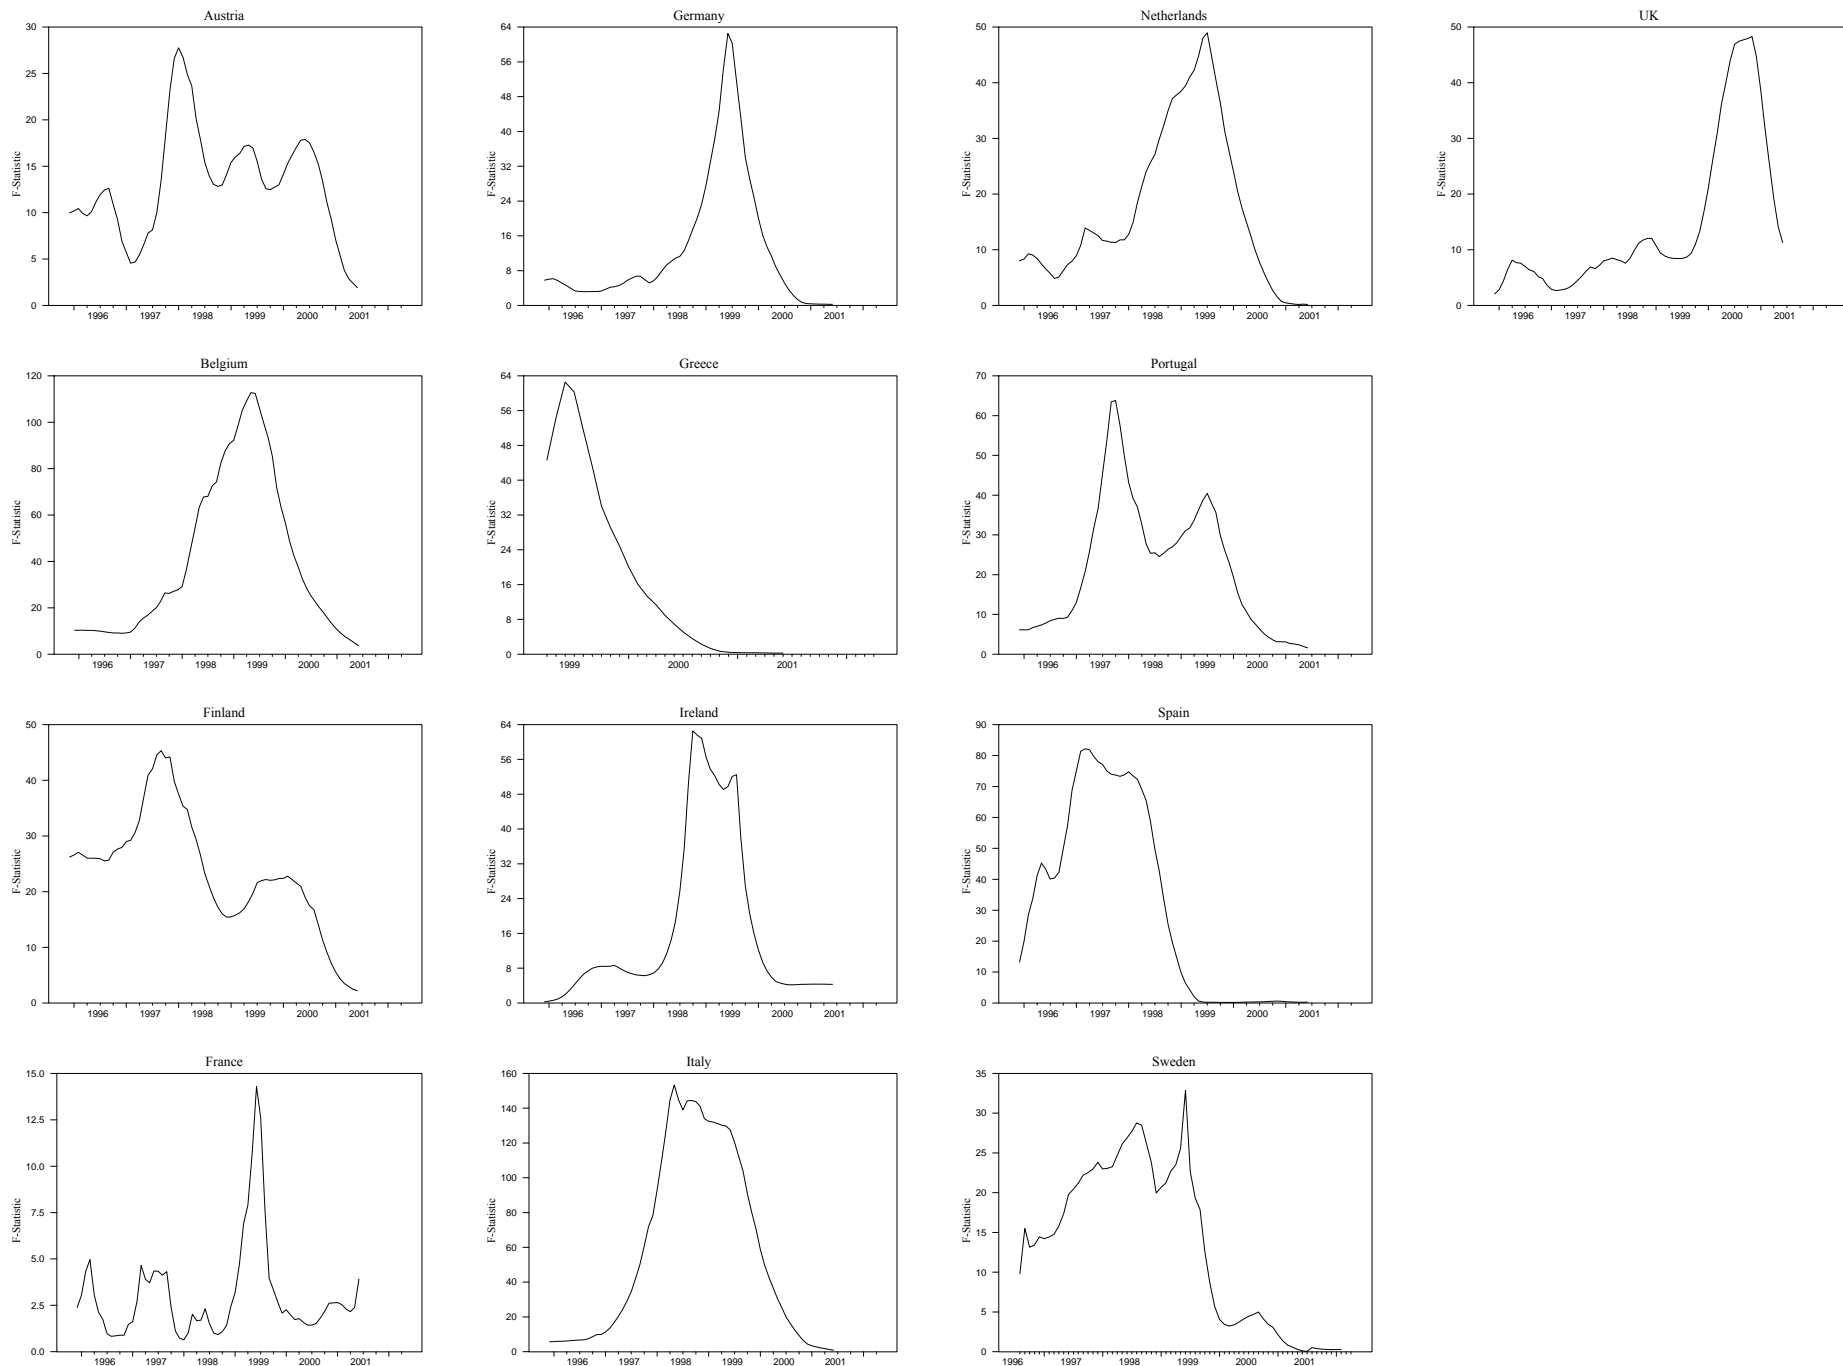 Austria
30
25
20
15
10
5
0
F-Statistic
1996 1997 1998 1999 2000 2001
Germany
64
56
48
40
32
24
16
8
0
F-Statistic
1996 1997 1998 1999 2000 2001
Netherlands
50
40
30
20
10
0
F-Statistic
1996 1997 1998 1999 2000 2001
UK
50
40
30
20
10
0
F-Statistic
1996 1997 1998 1999 2000 2001
Belgium
120
100
80
60
40
20
0
F-Statistic
1996 1997 1998 1999 2000 2001
Greece
64
56
48
40
32
24
16
8
0
F-Statistic
1999 2000 2001
Portugal
70
60
50
40
30
20
10
0
F-Statistic
1996 1997 1998 1999 2000 2001
Finland
50
40
30
20
10
0
F-Statistic
1996 1997 1998 1999 2000 2001
Ireland
64
56
48
40
32
24
16
8
0
F-Statistic
1996 1997 1998 1999 2000 2001
Spain
90
80
70
60
50
40
30
20
10
0
F-Statistic
1996 1997 1998 1999 2000 2001
France
15.0
12.5
10.0
7.5
5.0
2.5
0.0
F-Statistic
1996 1997 1998 1999 2000 2001
Italy
160
140
120
100
80
60
40
20
0
F-Statistic
1996 1997 1998 1999 2000 2001
Sweden
35
30
25
20
15
10
5
0
F-Statistic
1996 1997 1998 1999 2000 2001